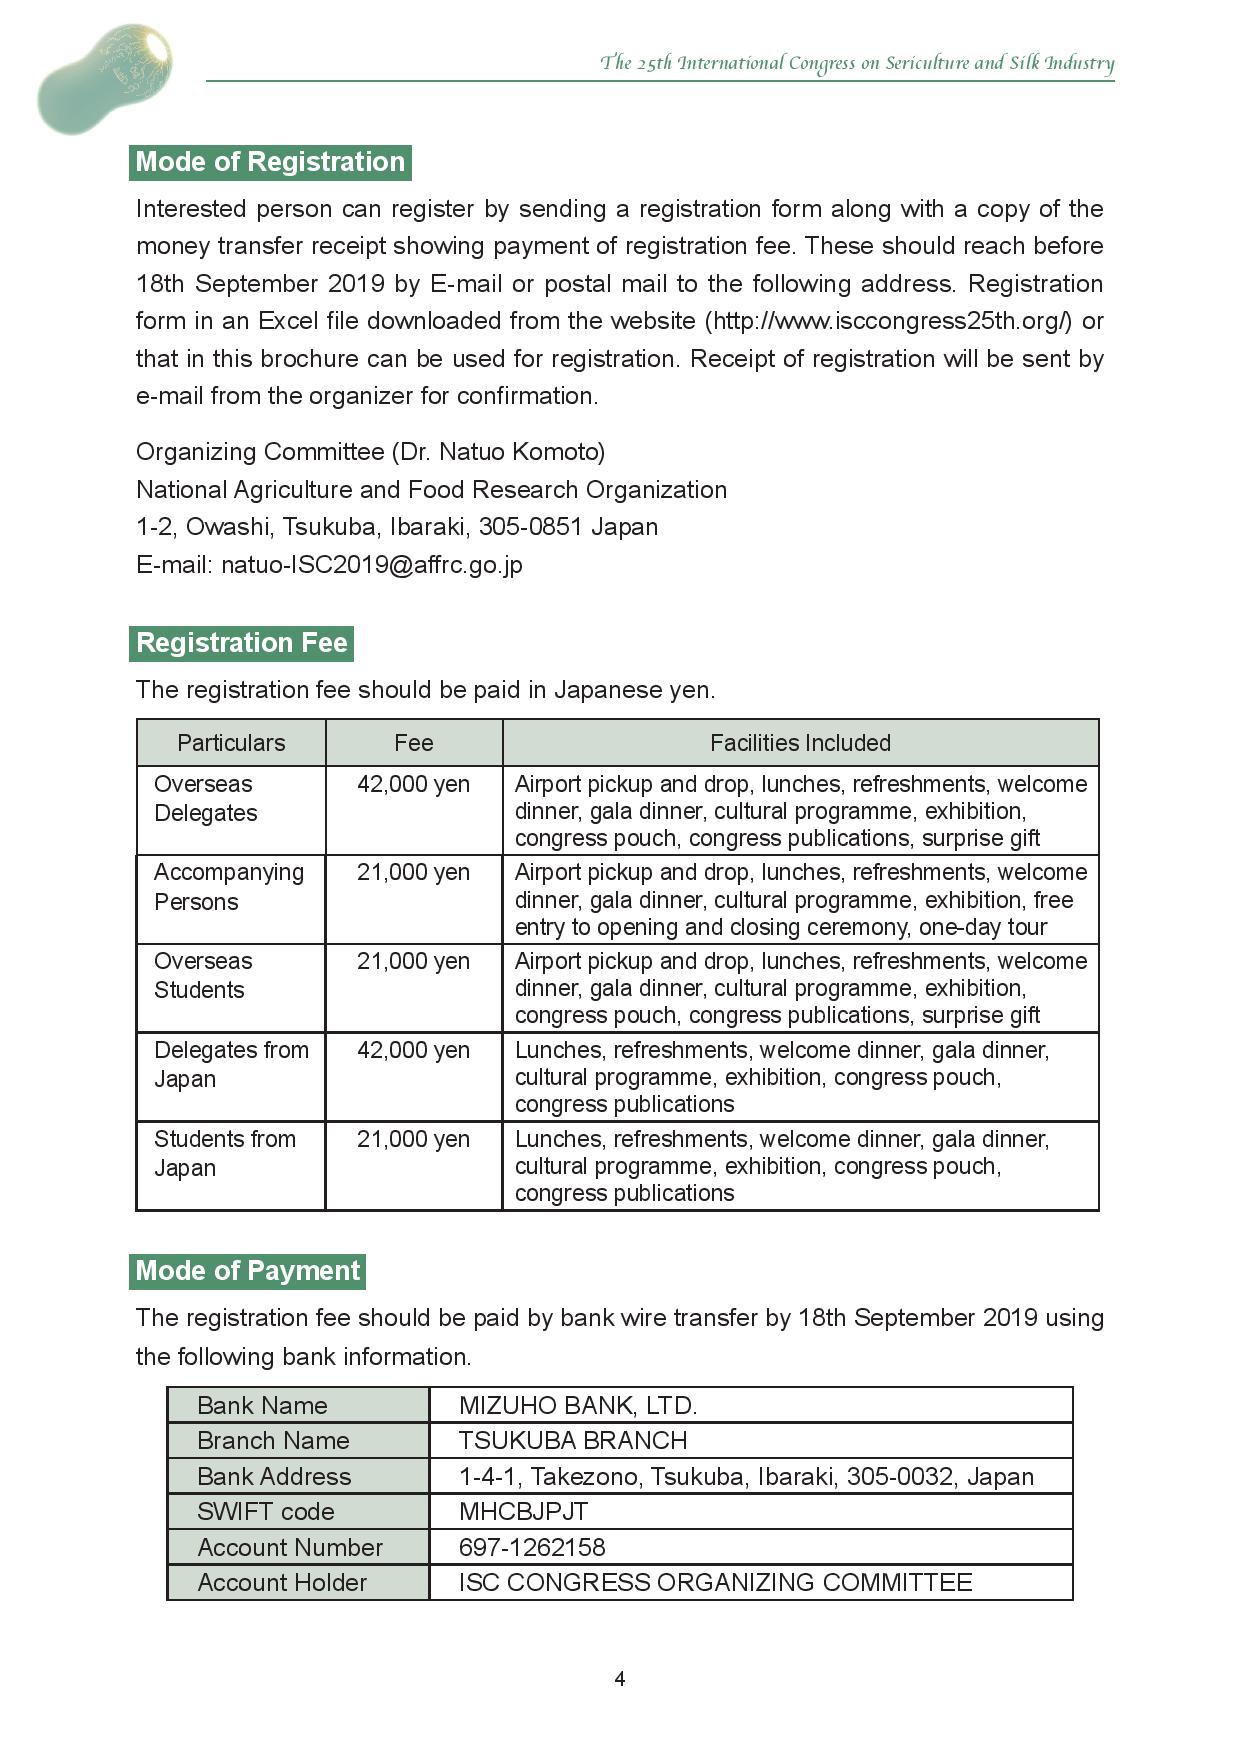 The 25th International Congress on Sericulture and Silk Industry
Mode of Registration
Interested person can register by sending a registration form along with a copy of the
money transfer receipt showing payment of registration fee. These should reach before
18th September 2019 by E-mail or postal mail to the following address. Registration
form in an Excel file downloaded from the website (http://www.isccongress25th.org/) or
that in this brochure can be used for registration. Receipt of registration will be sent by
e-mail from the organizer for confirmation.
Organizing Committee (Dr. Natuo Komoto)
National Agriculture and Food Research Organization
1-2, Owashi, Tsukuba, Ibaraki, 305-0851 Japan
E-mail: natuo-ISC2019@affrc.go.jp
Registration Fee
The registration fee should be paid in Japanese yen.
Particulars Fee Facilities Included
Overseas Delegates 42,000 yen Airport pickup and drop, lunches, refreshments, welcome
dinner, gala dinner, cultural programme, exhibition,
congress pouch, congress publications, surprise gift
Accompanying Persons 21,000 yen Airport pickup and drop, lunches, refreshments, welcome
dinner, gala dinner, cultural programme, exhibition, free
entry to opening and closing ceremony, one-day tour
Overseas Students 21,000 yen Airport pickup and drop, lunches, refreshments, welcome
dinner, gala dinner, cultural programme, exhibition,
congress pouch, congress publications, surprise gift
Delegates from Japan 42,000 yen Lunches, refreshments, welcome dinner, gala dinner,
cultural programme, exhibition, congress pouch,
congress publications
Students from Japan 21,000 yen Lunches, refreshments, welcome dinner, gala dinner,
cultural programme, exhibition, congress pouch,
congress publications
Mode of Payment
The registration fee should be paid by bank wire transfer by 18th September 2019 using
the following bank information.
Bank Name MIZUHO BANK, LTD.
Branch Name TSUKUBA BRANCH
Bank Address 1-4-1, Takezono, Tsukuba, Ibaraki, 305-0032, Japan
SWIFT code MHCBJPJT
Account Number 697-1262158
Account Holder ISC CONGRESS ORGANIZING COMMITTEE
4